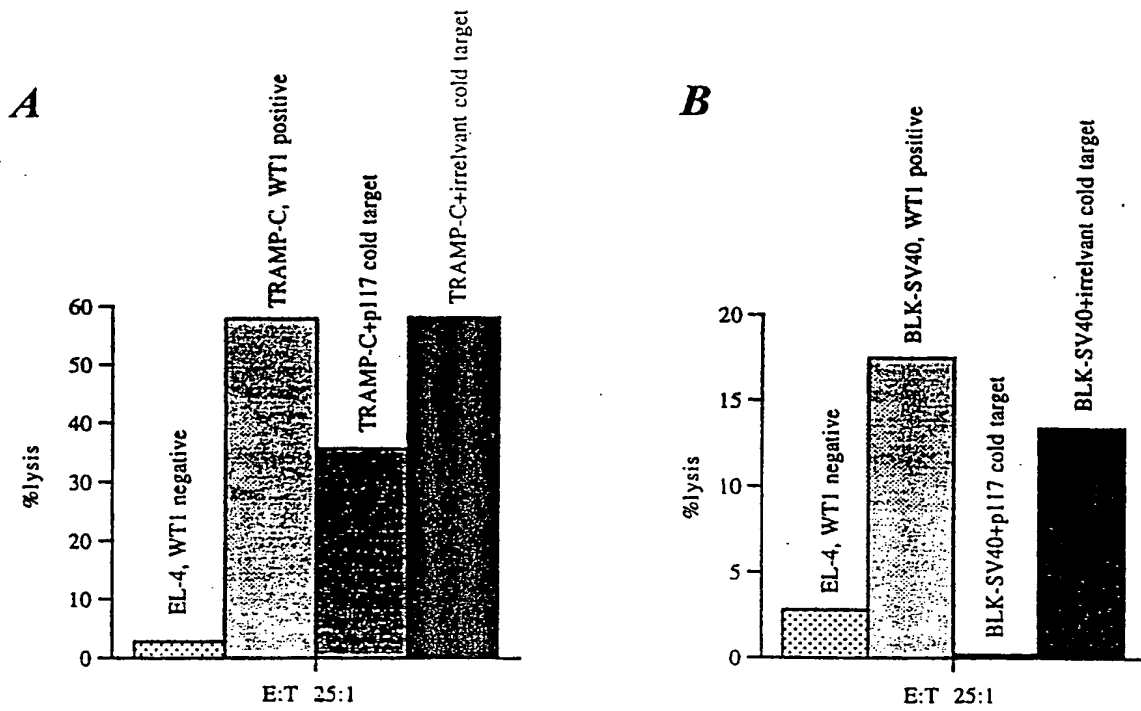 A
%lysis
60
50
40
30
20
10
0
EL-4, WT1 negative
TRAMP-C, WT1 positive
TRAMP-C+p117 cold target
TRAMP-C+irrelvant cold target
E:T 25:1
B
%lysis
20
15
10
5
0
EL-4, WT1 negative
BLK-SV40, WT1 positive
BLK-SV40+p117 cold target
BLK-SV40+irrelvant cold target
E:T 25:1